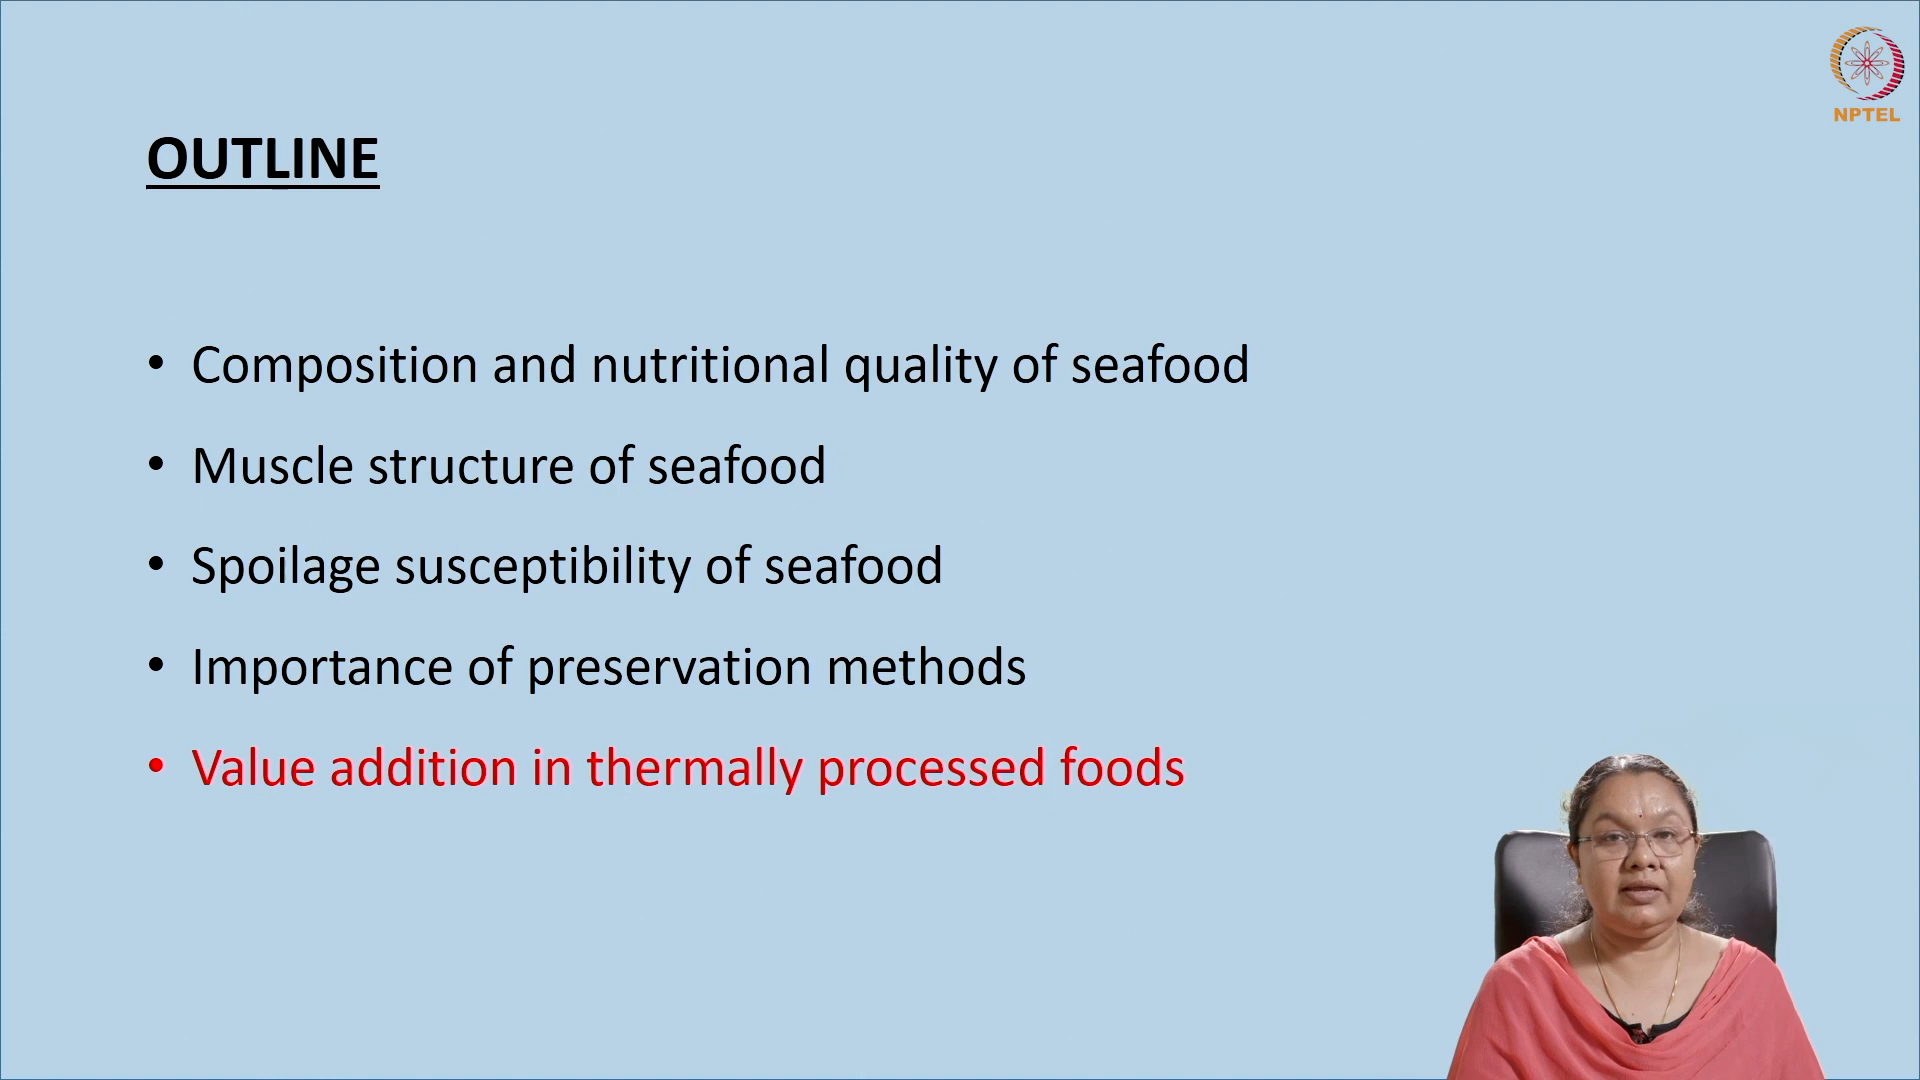 NPTEL
OUTLINE
• Composition and nutritional quality of seafood
• Muscle structure of seafood
• Spoilage susceptibility of seafood
• Importance of preservation methods
• Value addition in thermally processed foods